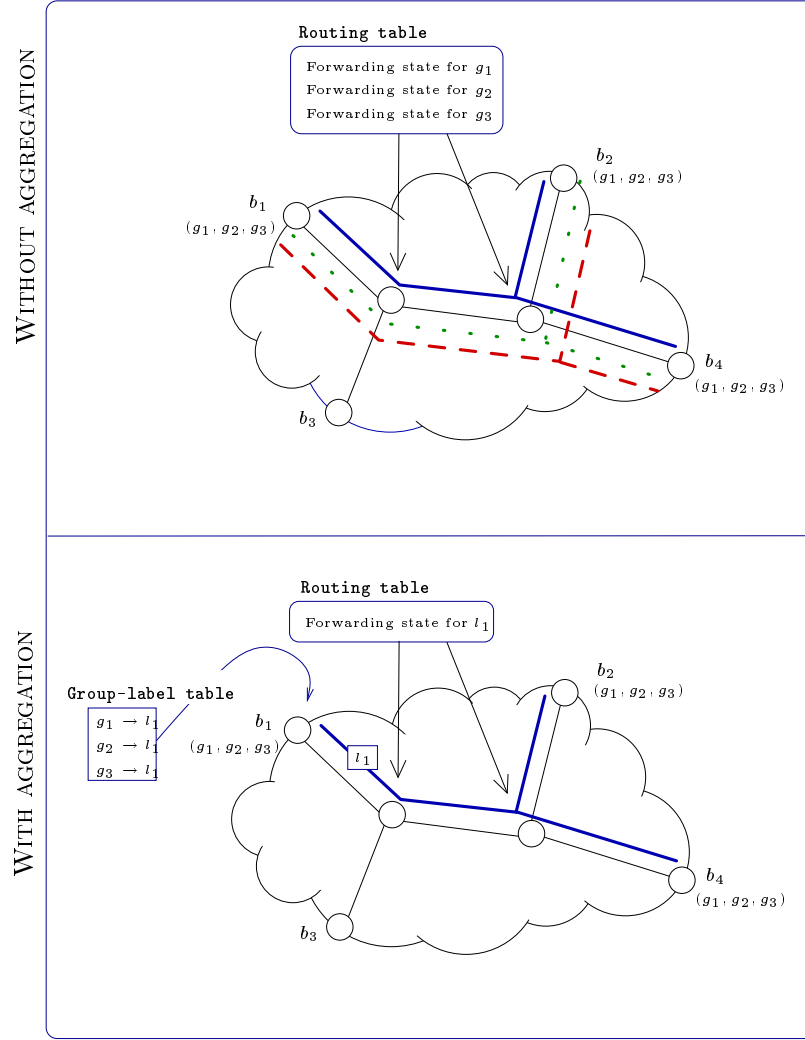 WITHOUT AGGREGATION
Routing table
Forwarding state for g₁
Forwarding state for g₂
Forwarding state for g₃
b₂
(g₁, g₂, g₃)
b₁
(g₁, g₂, g₃)
b₄
(g₁, g₂, g₃)
b₃
WITH AGGREGATION
Routing table
Forwarding state for l₁
Group-label table
g₁ → l₁
g₂ → l₁
g₃ → l₁
b₂
(g₁, g₂, g₃)
b₁
(g₁, g₂, g₃)
l₁
b₄
(g₁, g₂, g₃)
b₃